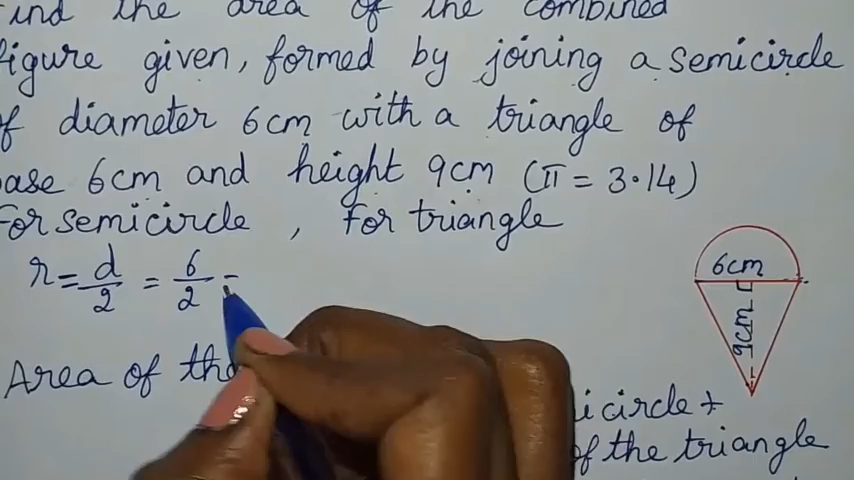 find the area of the combined
figure given, formed by joining a semicircle
of diameter 6cm with a triangle of
base 6cm and height 9cm (π = 3.14)
For semicircle , for triangle
r = d/2 = 6/2 =
6cm
9cm
Area of the
icircle +
of the triangle